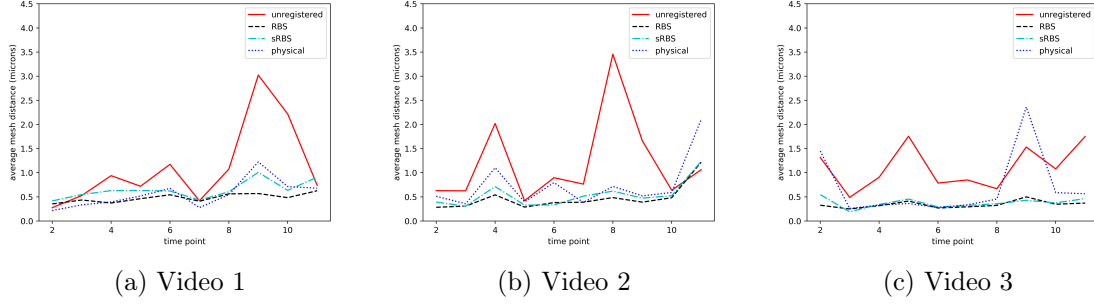 4.5
4.0
3.5
3.0
2.5
2.0
1.5
1.0
0.5
0.0
average mesh distance (microns)
unregistered
RBS
sRBS
physical
2 4 6 8 10
time point
(a) Video 1
4.5
4.0
3.5
3.0
2.5
2.0
1.5
1.0
0.5
0.0
average mesh distance (microns)
unregistered
RBS
sRBS
physical
2 4 6 8 10
time point
(b) Video 2
4.5
4.0
3.5
3.0
2.5
2.0
1.5
1.0
0.5
0.0
average mesh distance (microns)
unregistered
RBS
sRBS
physical
2 4 6 8 10
time point
(c) Video 3